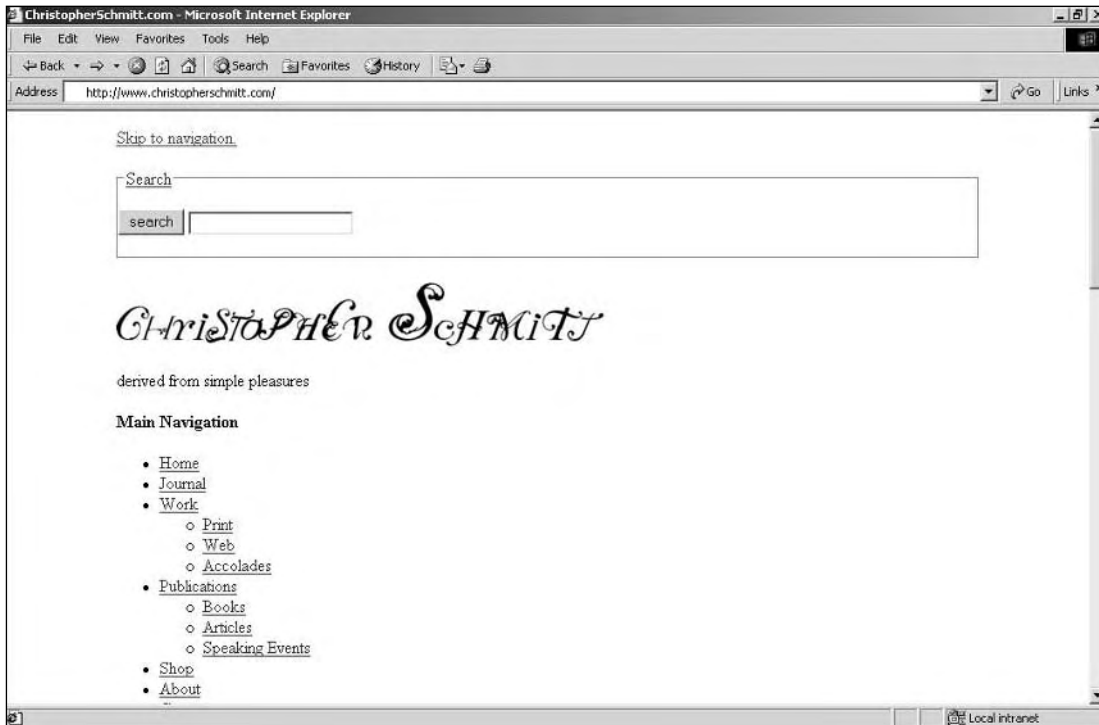 ChristopherSchmitt.com - Microsoft Internet Explorer
File Edit View Favorites Tools Help
Back Search Favorites History
Address http://www.christopherschmitt.com/ Go Links
Skip to navigation.
Search
search
CHRISTOPHER SCHMITT
derived from simple pleasures
Main Navigation
Home
Journal
Work
Print
Web
Accolades
Publications
Books
Articles
Speaking Events
Shop
About
Local intranet